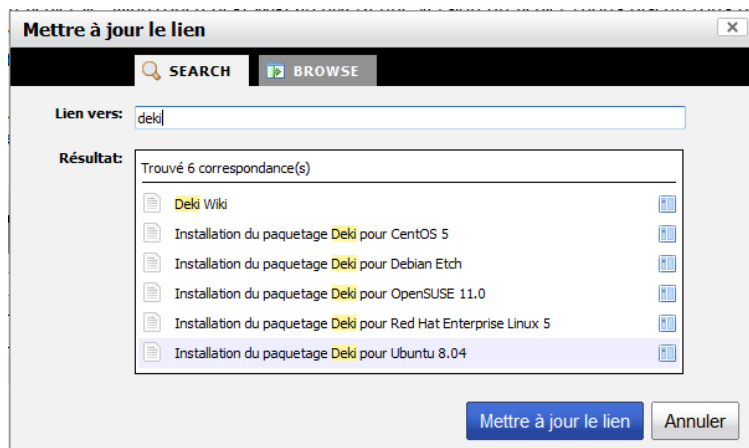 Mettre à jour le lien
SEARCH BROWSE
Lien vers: deki
Résultat:
Trouvé 6 correspondance(s)
Deki Wiki
Installation du paquetage Deki pour CentOS 5
Installation du paquetage Deki pour Debian Etch
Installation du paquetage Deki pour OpenSUSE 11.0
Installation du paquetage Deki pour Red Hat Enterprise Linux 5
Installation du paquetage Deki pour Ubuntu 8.04
Mettre à jour le lien Annuler